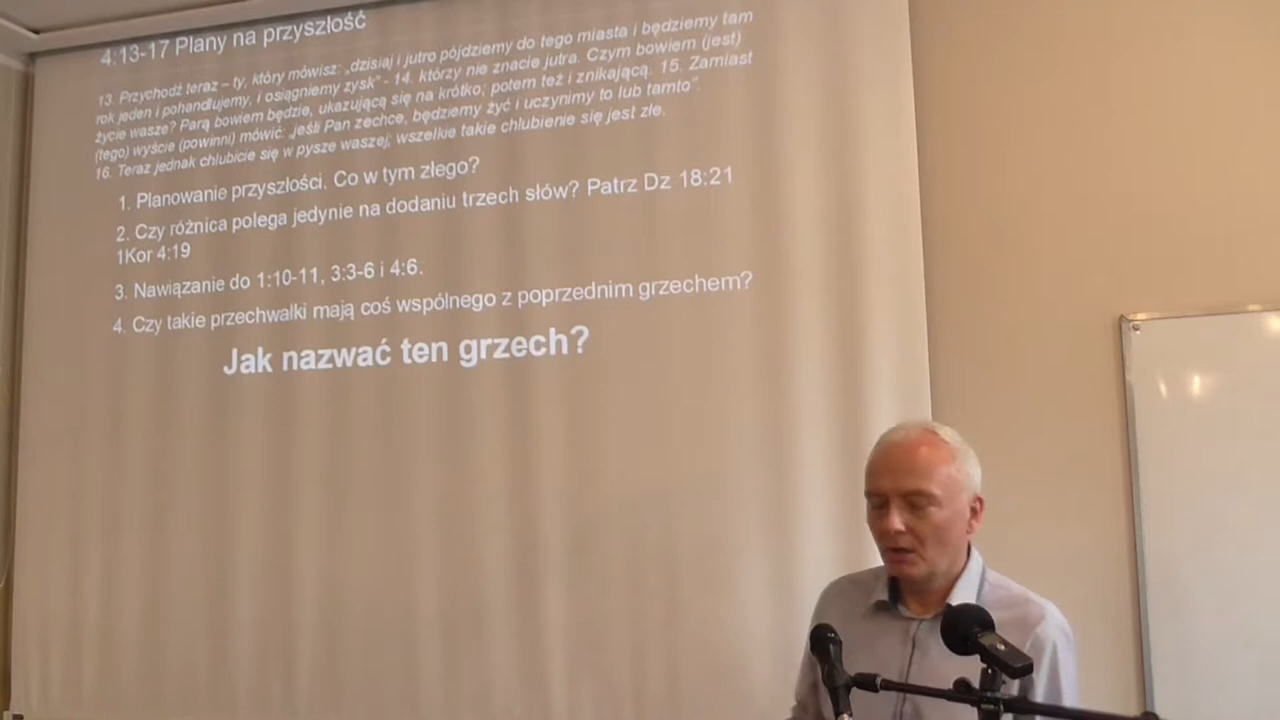 4:13-17 Plany na przyszłość
13. Przychodź teraz – ty, który mówisz: „dzisiaj i jutro pójdziemy do tego miasta i będziemy tam
rok jeden i pohandlujemy, i osiągniemy zysk" - 14. którzy nie znacie jutra. Czym bowiem (jest)
życie wasze? Parą bowiem będzie, ukazującą się na krótko; potem też i znikającą. 15. Zamiast
(tego) wyście (powinni) mówić: „jeśli Pan zechce, będziemy żyć i uczynimy to lub tamto".
16. Teraz jednak chlubicie się w pysze waszej; wszelkie takie chlubienie się jest złe.
1. Planowanie przyszłości. Co w tym złego?
2. Czy różnica polega jedynie na dodaniu trzech słów? Patrz Dz 18:21
1Kor 4:19
3. Nawiązanie do 1:10-11, 3:3-6 i 4:6.
4. Czy takie przechwałki mają coś wspólnego z poprzednim grzechem?
Jak nazwać ten grzech?